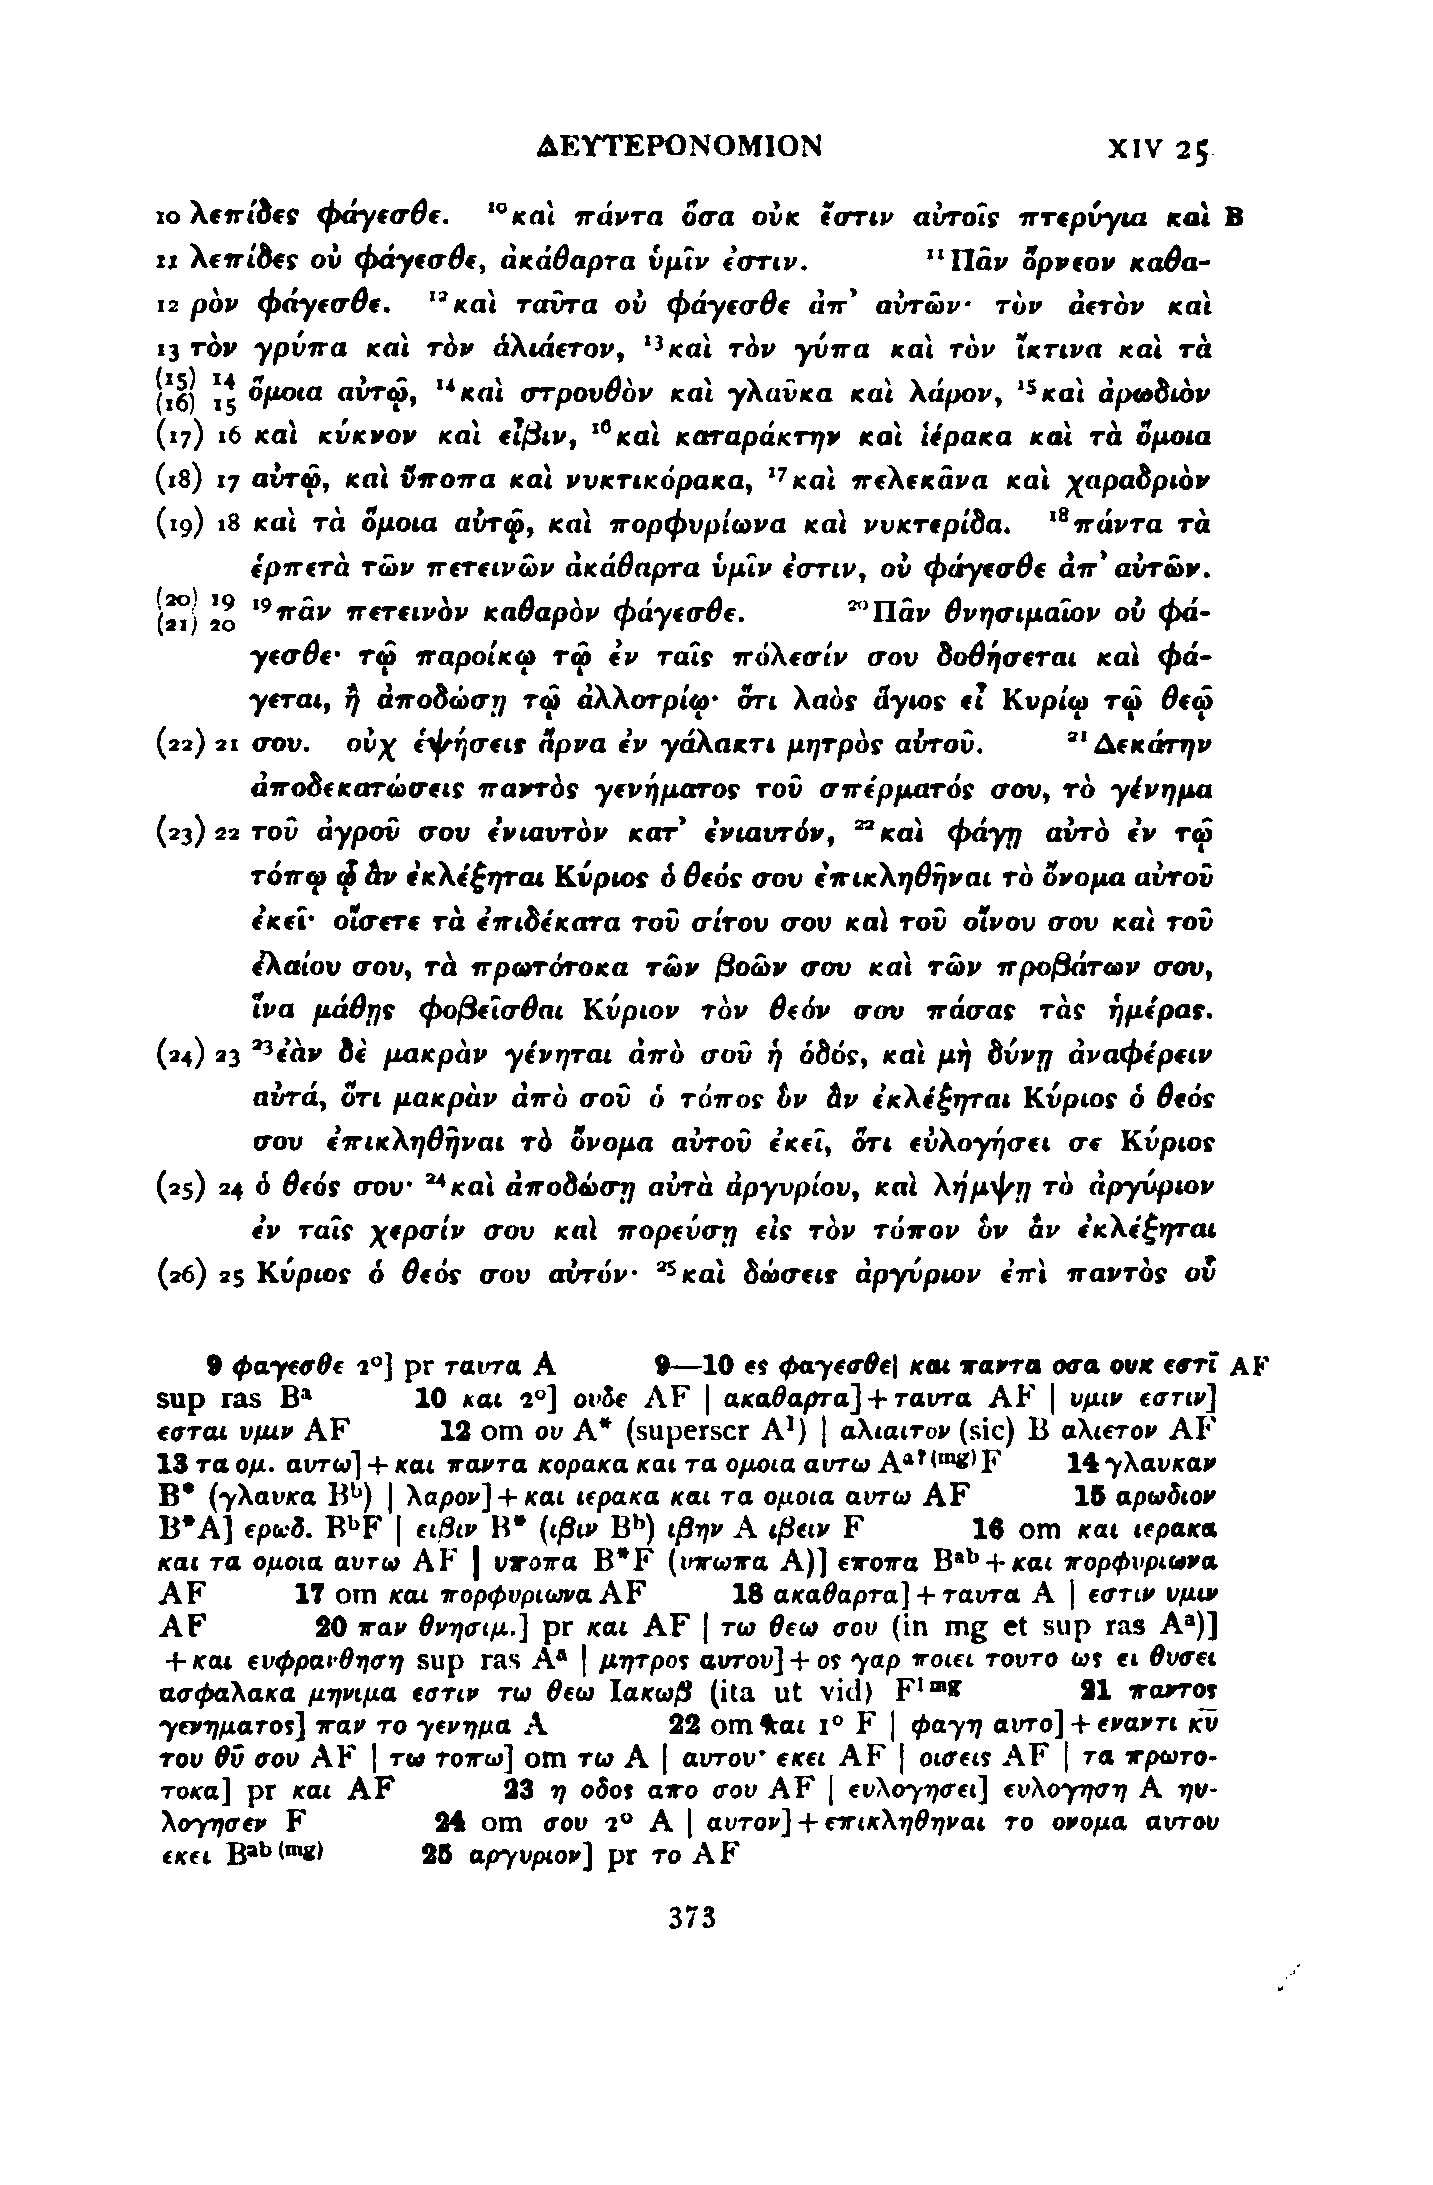 ΔΕΥΤΕΡΟΝΟΜΙΟΝ XIV 25
10 λεπίδες φάγεσθε. ¹⁰καὶ πάντα ὅσα οὐκ ἔστιν αὐτοῖς πτερύγια καὶ B
11 λεπίδες οὐ φάγεσθε, ἀκάθαρτα ὑμῖν ἐστιν. ¹¹Πᾶν ὄρνεον καθα-
12 ρὸν φάγεσθε. ¹²καὶ ταῦτα οὐ φάγεσθε ἀπ᾽ αὐτῶν· τὸν ἀετὸν καὶ
13 τὸν γρύπα καὶ τὸν ἁλιάετον, ¹³καὶ τὸν γύπα καὶ τὸν ἴκτινα καὶ τὰ
(15) 14 (16) 15 ὅμοια αὐτῷ, ¹⁴καὶ στρουθὸν καὶ γλαῦκα καὶ λάρον, ¹⁵καὶ ἀρωδιὸν
(17) 16 καὶ κύκνον καὶ εἶβιν, ¹⁶καὶ καταράκτην καὶ ἱέρακα καὶ τὰ ὅμοια
(18) 17 αὐτῷ, καὶ ὕποπα καὶ νυκτικόρακα, ¹⁷καὶ πελεκᾶνα καὶ χαραδριὸν
(19) 18 καὶ τὰ ὅμοια αὐτῷ, καὶ πορφυρίωνα καὶ νυκτερίδα. ¹⁸πάντα τὰ
ἑρπετὰ τῶν πετεινῶν ἀκάθαρτα ὑμῖν ἐστιν, οὐ φάγεσθε ἀπ᾽ αὐτῶν.
(20) 19 (21) 20 ¹⁹πᾶν πετεινὸν καθαρὸν φάγεσθε. ²⁰Πᾶν θνησιμαῖον οὐ φά-
γεσθε· τῷ παροίκῳ τῷ ἐν ταῖς πόλεσίν σου δοθήσεται καὶ φά-
γεται, ἢ ἀποδώσῃ τῷ ἀλλοτρίῳ· ὅτι λαὸς ἅγιος εἶ Κυρίῳ τῷ θεῷ
(22) 21 σου. οὐχ ἑψήσεις ἄρνα ἐν γάλακτι μητρὸς αὐτοῦ. ²¹Δεκάτην
ἀποδεκατώσεις παντὸς γενήματος τοῦ σπέρματός σου, τὸ γένημα
(23) 22 τοῦ ἀγροῦ σου ἐνιαυτὸν κατ᾽ ἐνιαυτόν, ²²καὶ φάγῃ αὐτὸ ἐν τῷ
τόπῳ ᾧ ἂν ἐκλέξηται Κύριος ὁ θεός σου ἐπικληθῆναι τὸ ὄνομα αὐτοῦ
ἐκεῖ· οἴσετε τὰ ἐπιδέκατα τοῦ σίτου σου καὶ τοῦ οἴνου σου καὶ τοῦ
ἐλαίου σου, τὰ πρωτότοκα τῶν βοῶν σου καὶ τῶν προβάτων σου,
ἵνα μάθῃς φοβεῖσθαι Κύριον τὸν θεόν σου πάσας τὰς ἡμέρας.
(24) 23 ²³ἐὰν δὲ μακρὰν γένηται ἀπὸ σοῦ ἡ ὁδός, καὶ μὴ δύνῃ ἀναφέρειν
αὐτά, ὅτι μακρὰν ἀπὸ σοῦ ὁ τόπος ὃν ἂν ἐκλέξηται Κύριος ὁ θεός
σου ἐπικληθῆναι τὸ ὄνομα αὐτοῦ ἐκεῖ, ὅτι εὐλογήσει σε Κύριος
(25) 24 ὁ θεός σου· ²⁴καὶ ἀποδώσῃ αὐτὰ ἀργυρίου, καὶ λήμψῃ τὸ ἀργύριον
ἐν ταῖς χερσίν σου καὶ πορεύσῃ εἰς τὸν τόπον ὃν ἂν ἐκλέξηται
(26) 25 Κύριος ὁ θεός σου αὐτόν· ²⁵καὶ δώσεις ἀργύριον ἐπὶ παντὸς οὗ
9 φαγεσθε 2°] pr ταυτα A 9—10 ες φαγεσθε| και παντα οσα ουκ εστῑ AF
sup ras Bᵃ 10 και 2°] ουδε AF | ακαθαρτα]+ταυτα AF | υμιν εστιν]
εσται υμιν AF 12 om ου A* (superscr A¹) | αλιαιτον (sic) B αλιετον AF
13 τα ομ. αυτω]+και παντα κορακα και τα ομοια αυτω Aᵃ?⁽ᵐᵍ⁾F 14 γλαυκαν
B* (γλαυκα Bᵇ) | λαρον]+και ιερακα και τα ομοια αυτω AF 15 αρωδιον
B*A] ερωδ. BᵇF | ειβιν B* (ιβιν Bᵇ) ιβην A ιβειν F 16 om και ιερακα
και τα ομοια αυτω AF | υποπα B*F (υπωπα A)] εποπα Bᵃᵇ+και πορφυριωνα
AF 17 om και πορφυριωνα AF 18 ακαθαρτα]+ταυτα A | εστιν υμιν
AF 20 παν θνησιμ.] pr και AF | τω θεω σου (in mg et sup ras Aᵃ)]
+και ευφρανθηση sup ras Aᵃ | μητρος αυτου]+ος γαρ ποιει τουτο ως ει θυσει
ασφαλακα μηνιμα εστιν τω θεω Ιακωβ (ita ut vid) F¹ᵐᵍ 21 παντος
γενηματος] παν το γενημα A 22 om και 1° F | φαγη αυτο]+εναντι κ̅υ̅
του θ̅υ̅ σου AF | τω τοπω] om τω A | αυτου· εκει AF | οισεις AF | τα πρωτο-
τοκα] pr και AF 23 η οδος απο σου AF | ευλογησει] ευλογηση A ηυ-
λογησεν F 24 om σου 2° A | αυτον]+επικληθηναι το ονομα αυτου
εκει Bᵃᵇ⁽ᵐᵍ⁾ 25 αργυριον] pr το AF
373